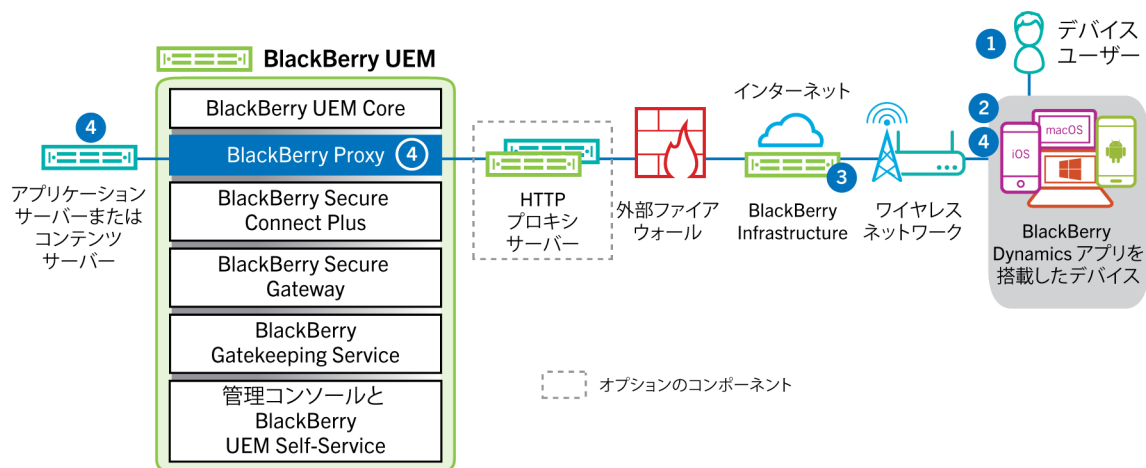 BlackBerry UEM
BlackBerry UEM Core
BlackBerry Proxy
4
BlackBerry Secure
Connect Plus
BlackBerry Secure
Gateway
BlackBerry
Gatekeeping Service
管理コンソールと
BlackBerry
UEM Self-Service
4
アプリケーション
サーバーまたは
コンテンツ
サーバー
HTTP
プロキシ
サーバー
外部ファイア
ウォール
インターネット
3
BlackBerry
Infrastructure
ワイヤレス
ネットワーク
1
デバイス
ユーザー
2
4
macOS
iOS
BlackBerry
Dynamics アプリを
搭載したデバイス
オプションのコンポーネント